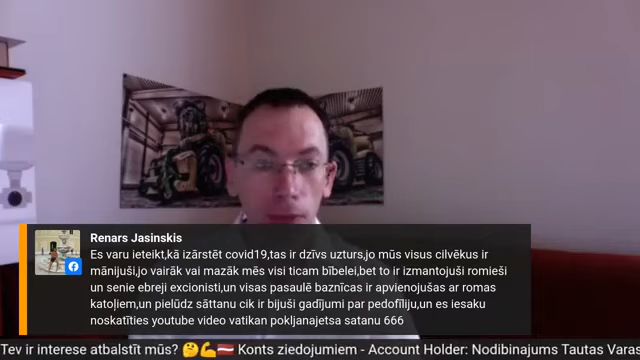 Renars Jasinskis
Es varu ieteikt,kā izārstēt covid19,tas ir dzīvs uzturs,jo mūs visus cilvēkus ir
mānijuši,jo vairāk vai mazāk mēs visi ticam bībelei,bet to ir izmantojuši romieši
un senie ebreji excionisti,un visas pasaulē baznīcas ir apvienojušas ar romas
katoļiem,un pielūdz sāttanu cik ir bijuši gadījumi par pedofīliju,un es iesaku
noskatīties youtube video vatikan pokljanajetsa satanu 666
Tev ir interese atbalstīt mūs? 🤔💪🇱🇻 Konts ziedojumiem - Account Holder: Nodibinajums Tautas Varas